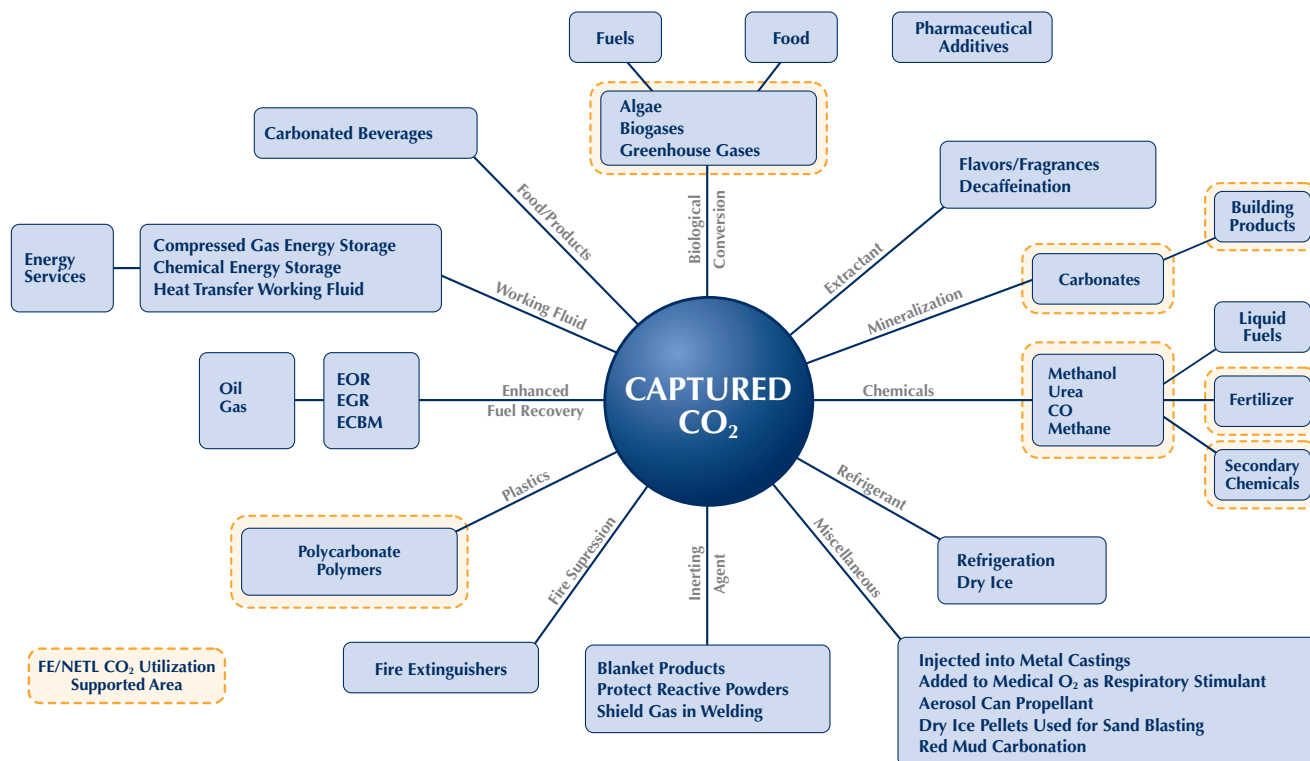 Fuels
Food
Pharmaceutical
Additives
Algae
Biogases
Greenhouse Gases
Carbonated Beverages
Flavors/Fragrances
Decaffeination
Building
Products
Food/Products
Biological
Conversion
Extractant
Energy
Services
Compressed Gas Energy Storage
Chemical Energy Storage
Heat Transfer Working Fluid
Working Fluid
Mineralization
Carbonates
Liquid
Fuels
Oil
Gas
EOR
EGR
ECBM
Enhanced
Fuel Recovery
CAPTURED
CO₂
Chemicals
Methanol
Urea
CO
Methane
Fertilizer
Secondary
Chemicals
Plastics
Refrigerant
Polycarbonate
Polymers
Fire Supression
Inerting
Agent
Miscellaneous
Refrigeration
Dry Ice
FE/NETL CO₂ Utilization
Supported Area
Fire Extinguishers
Blanket Products
Protect Reactive Powders
Shield Gas in Welding
Injected into Metal Castings
Added to Medical O₂ as Respiratory Stimulant
Aerosol Can Propellant
Dry Ice Pellets Used for Sand Blasting
Red Mud Carbonation